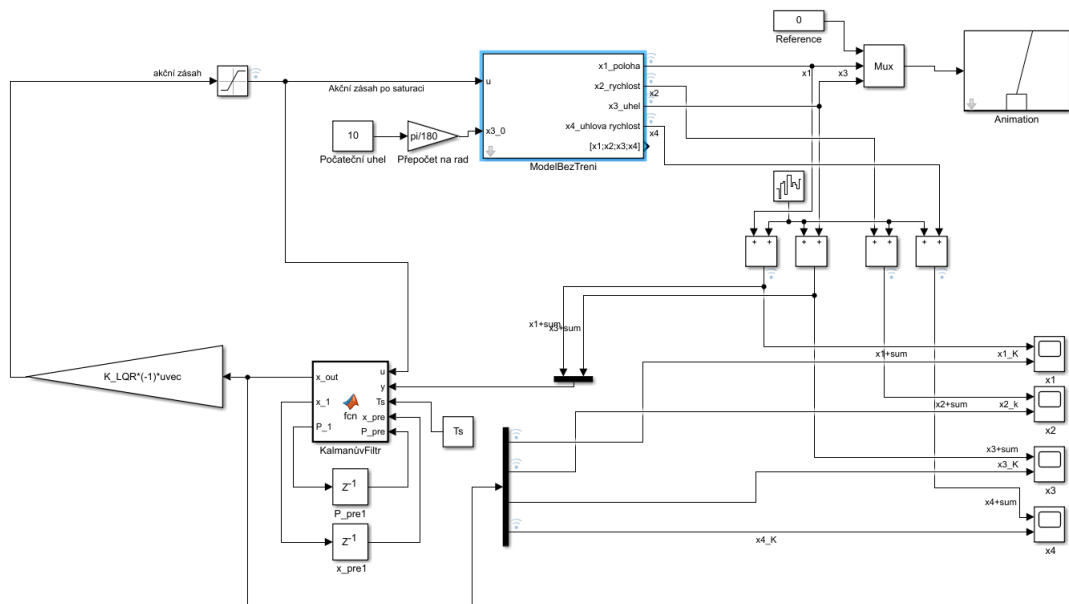 0
Reference
akční zásah
Akční zásah po saturaci
u
x3_0
x1_poloha
x2_rychlost
x3_uhel
x4_uhlova rychlost
[x1;x2;x3;x4]
ModelBezTreni
x1
x2
x3
x4
Mux
Animation
10
Počateční uhel
pi/180
Přepočet na rad
+ +
+ +
+ +
+ +
x1+sum
x3+sum
K_LQR*(-1)*uvec
x_out
x_1
P_1
fcn
u
y
Ts
x_pre
P_pre
KalmanůvFiltr
Ts
Z-1
P_pre1
Z-1
x_pre1
x1+sum
x1_K
x1
x2+sum
x2_k
x2
x3+sum
x3_K
x3
x4+sum
x4_K
x4